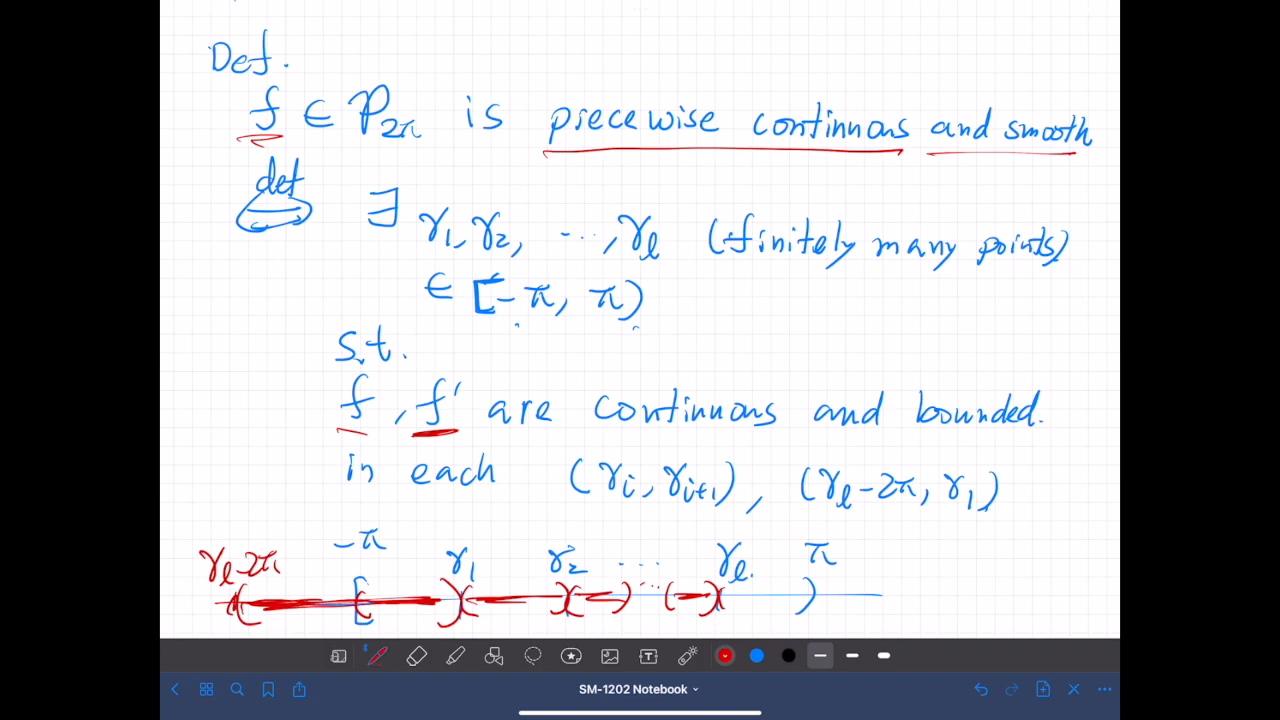 Def.
f ∈ P₂π is piecewise continuous and smooth
def ⟺ ∃ γ₁, γ₂, ⋯, γₗ (finitely many points)
∈ [-π, π)
s.t.
f, f′ are continuous and bounded.
in each (γᵢ, γᵢ₊₁), (γₗ-2π, γ₁)
γₗ-2π -π γ₁ γ₂ ⋯ γₗ. π
SM-1202 Notebook